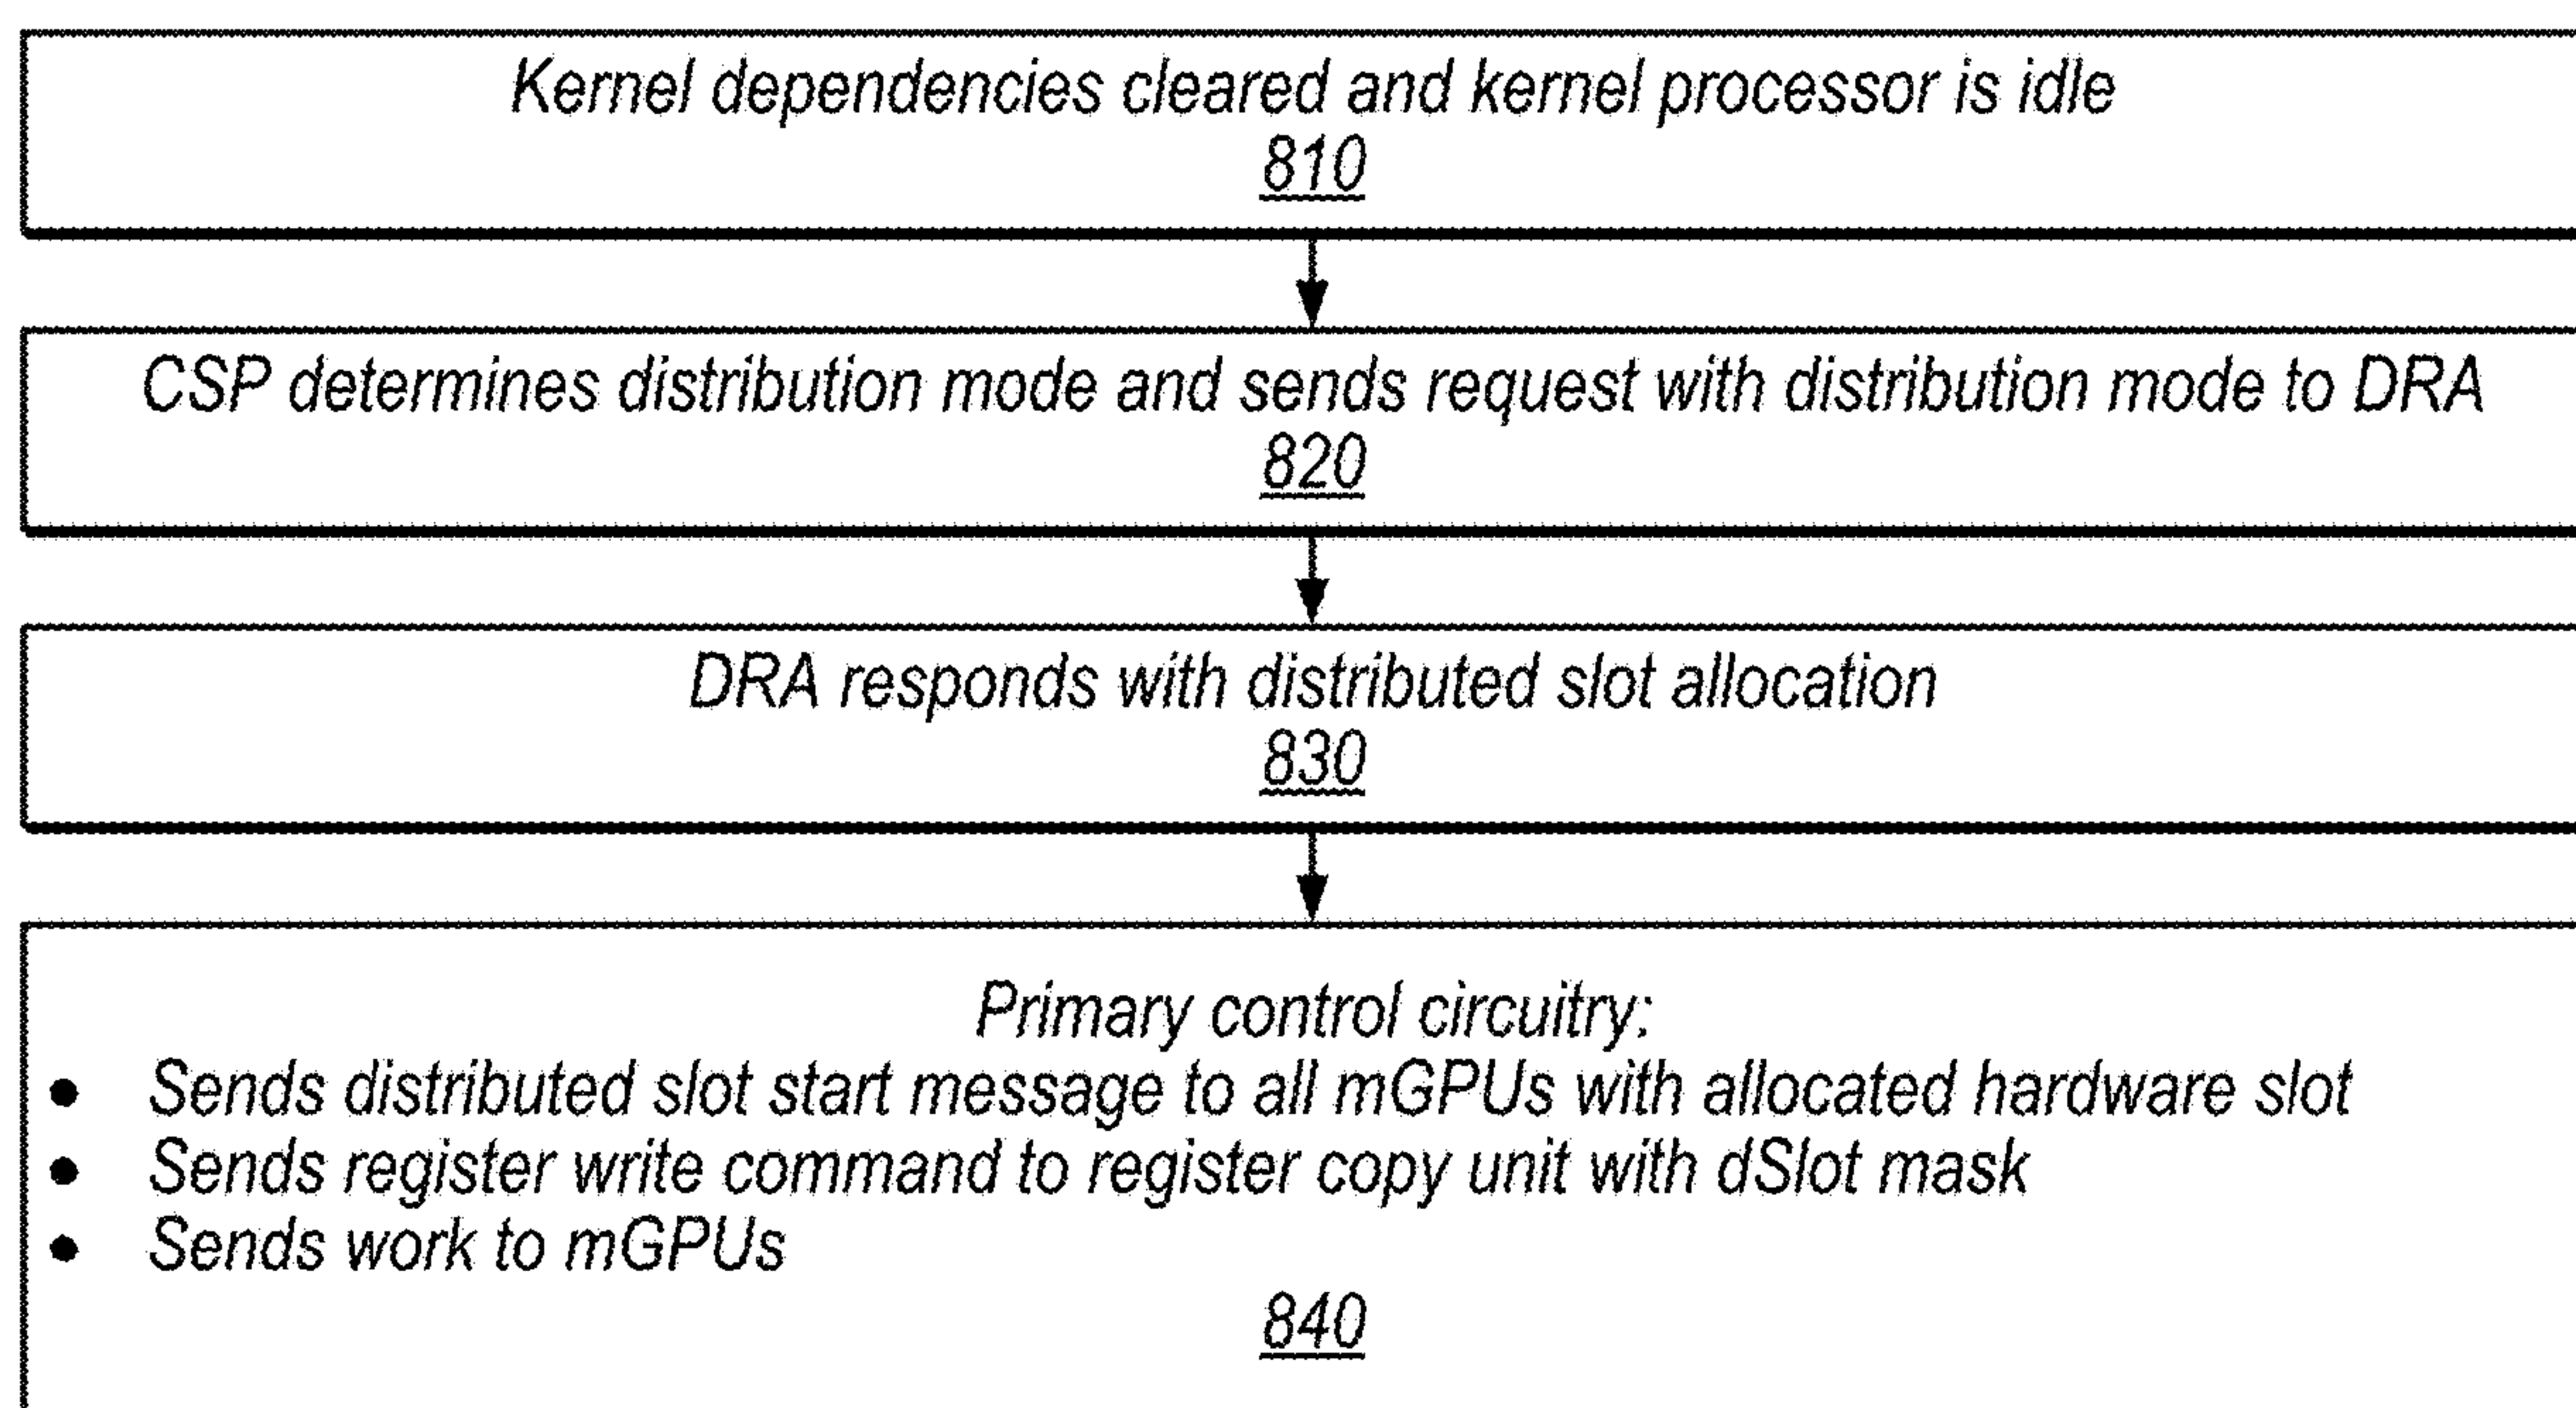 Kernel dependencies cleared and kernel processor is idle
810
CSP determines distribution mode and sends request with distribution mode to DRA
820
DRA responds with distributed slot allocation
830
Primary control circuitry:
• Sends distributed slot start message to all mGPUs with allocated hardware slot
• Sends register write command to register copy unit with dSlot mask
• Sends work to mGPUs
840